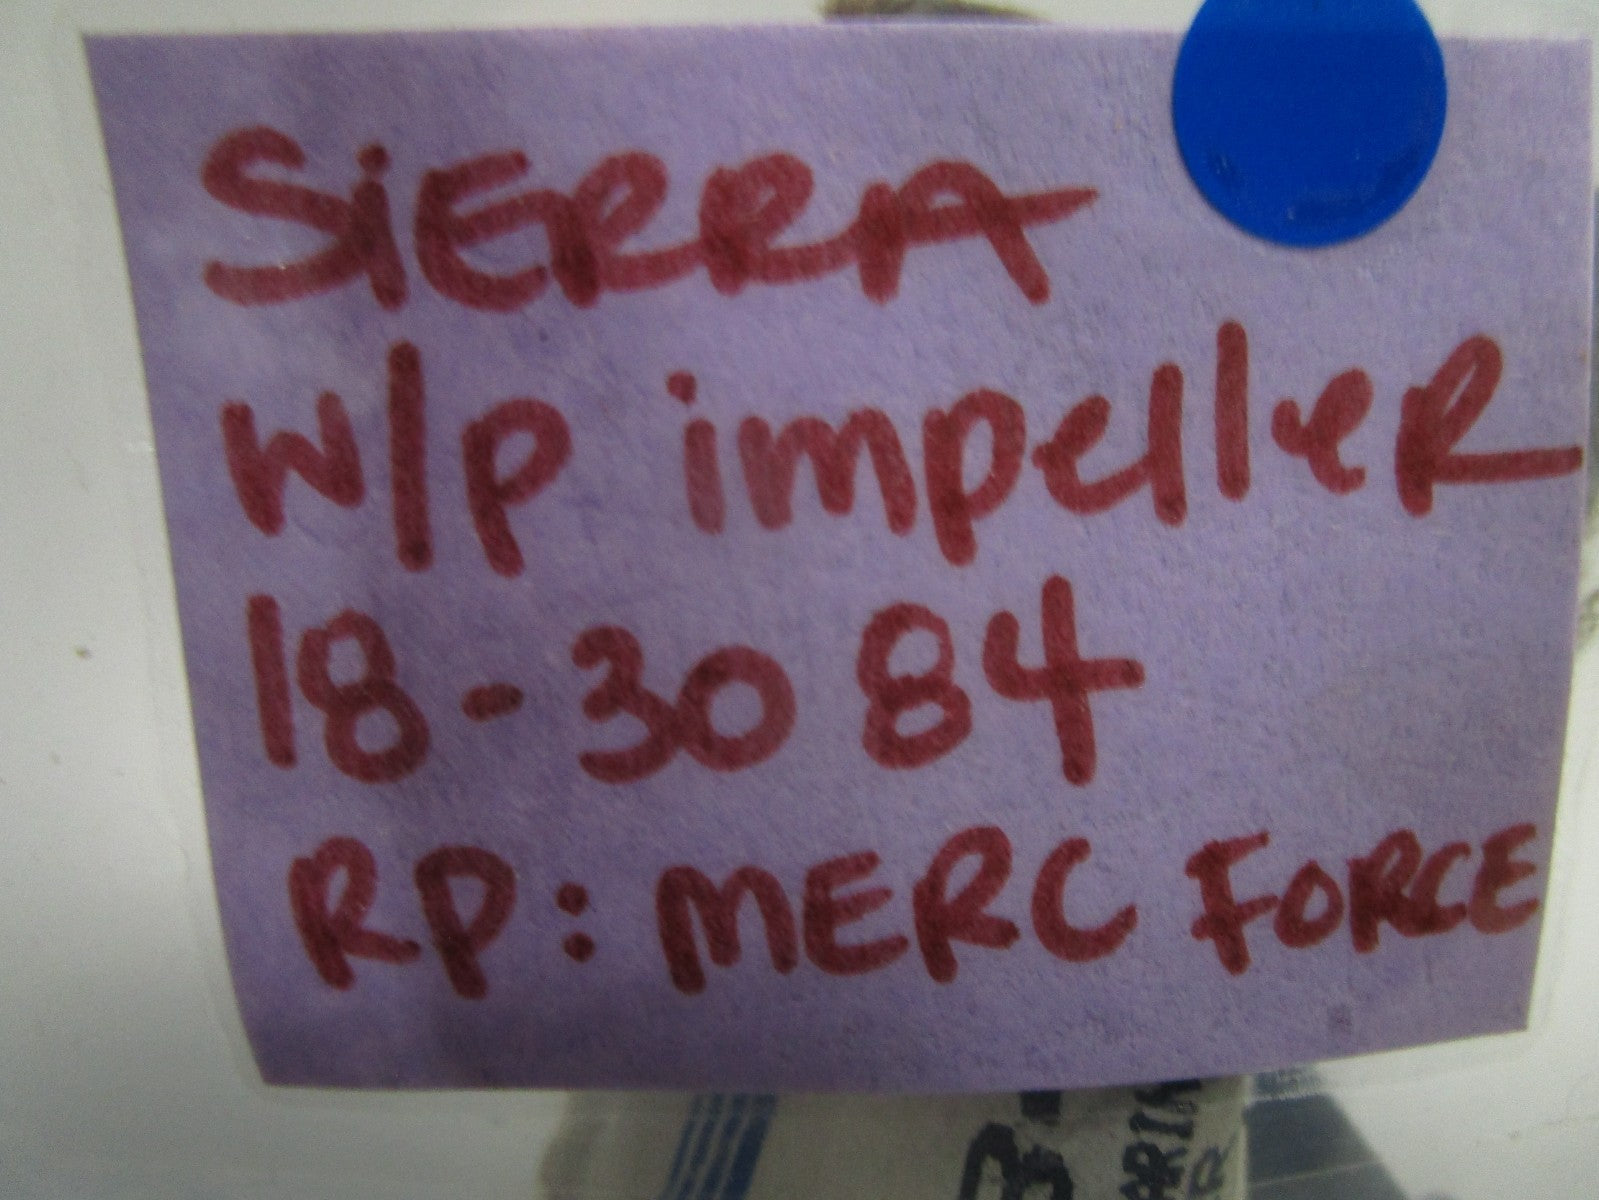 SiERRA
W/P impelleR
18-3084
RP: MERC FORCE